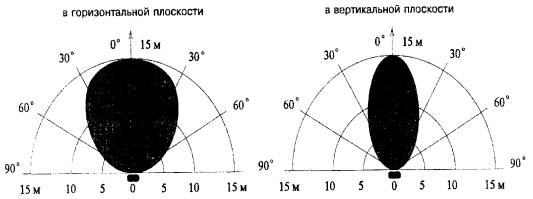 в горизонтальной плоскости
0° 15 м
30° 30°
60° 60°
90°
15 м 10 5 0 5 10 15 м
в вертикальной плоскости
0° 15 м
30° 30°
60° 60°
90° 90°
15 м 10 5 0 5 10 15 м